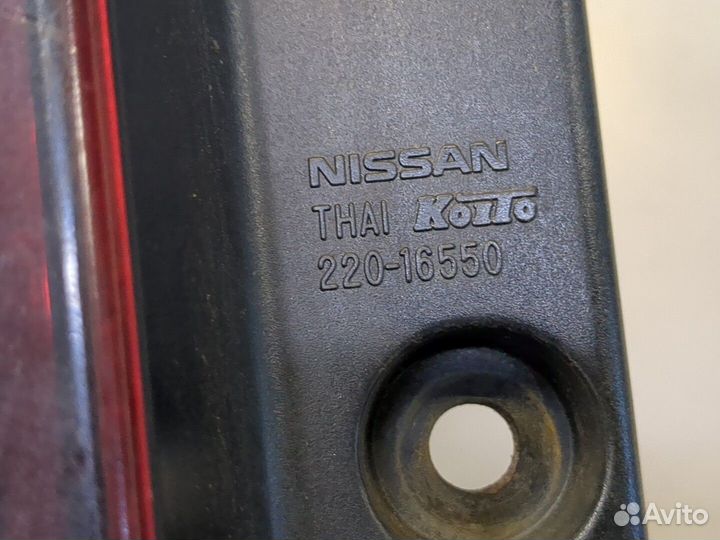 NISSAN
THAI KOITO
220-16550
Avito